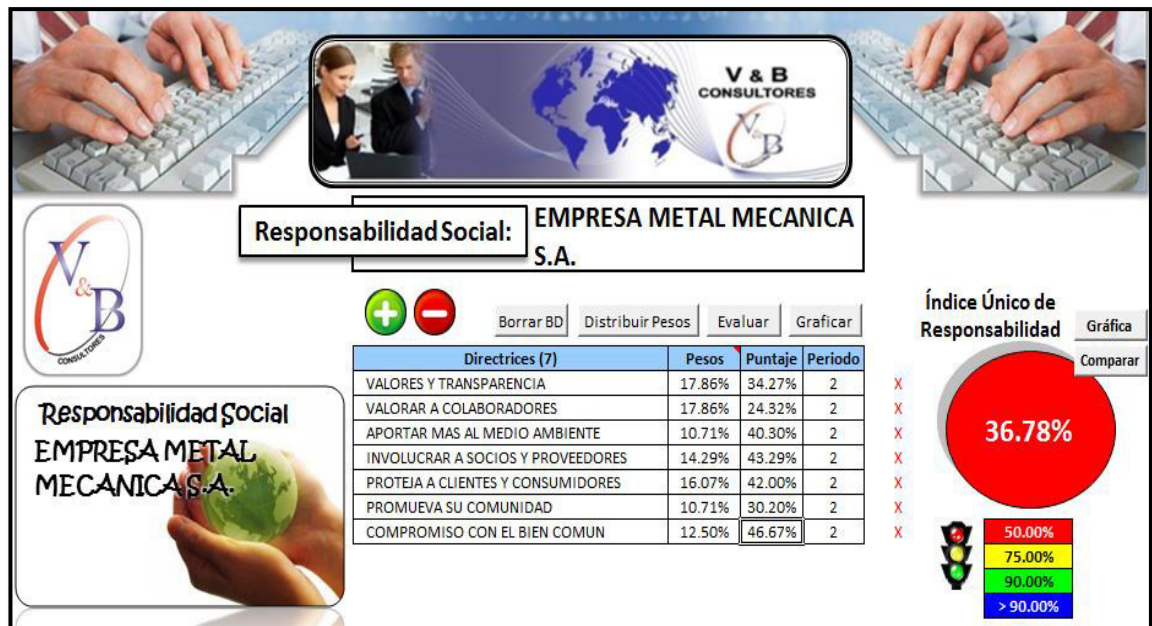 V & B
CONSULTORES
V&B
Responsabilidad Social:
EMPRESA METAL MECANICA
S.A.
V&B
CONSULTORES
Borrar BD
Distribuir Pesos
Evaluar
Graficar
Índice Único de
Responsabilidad
Gráfica
Comparar
Directrices (7) Pesos Puntaje Periodo
VALORES Y TRANSPARENCIA 17.86% 34.27% 2 X
VALORAR A COLABORADORES 17.86% 24.32% 2 X
APORTAR MAS AL MEDIO AMBIENTE 10.71% 40.30% 2 X
INVOLUCRAR A SOCIOS Y PROVEEDORES 14.29% 43.29% 2 X
PROTEJA A CLIENTES Y CONSUMIDORES 16.07% 42.00% 2 X
PROMUEVA SU COMUNIDAD 10.71% 30.20% 2 X
COMPROMISO CON EL BIEN COMUN 12.50% 46.67% 2 X
36.78%
Responsabilidad Social
EMPRESA METAL
MECANICA S.A.
50.00%
75.00%
90.00%
> 90.00%